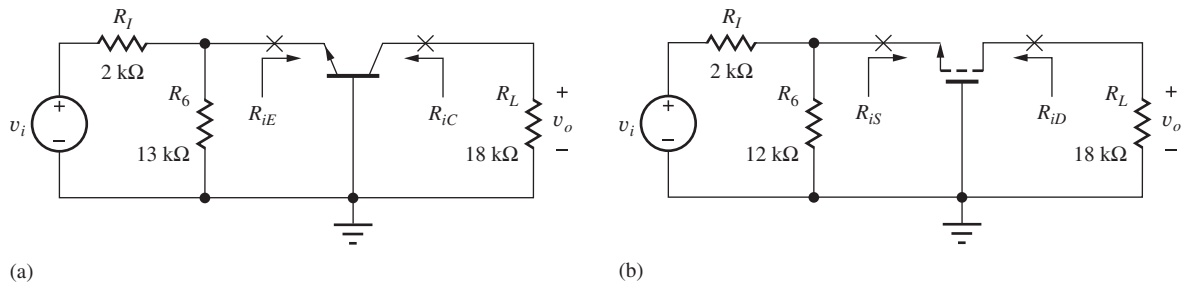 R_I
2 kΩ
R_6
13 kΩ
R_iE
R_iC
R_L
18 kΩ
v_i
+
−
+
v_o
−
(a)
R_I
2 kΩ
R_6
12 kΩ
R_iS
R_iD
R_L
18 kΩ
v_i
+
−
+
v_o
−
(b)